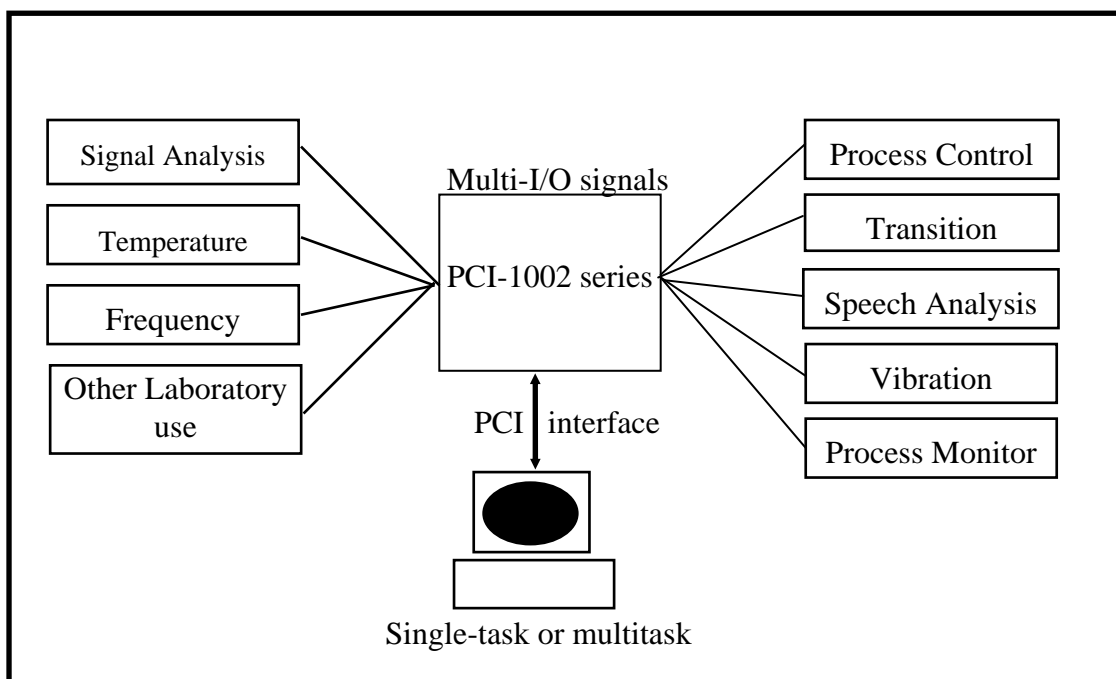 Signal Analysis
Temperature
Frequency
Other Laboratory
use
Multi-I/O signals
PCI-1002 series
PCI interface
Single-task or multitask
Process Control
Transition
Speech Analysis
Vibration
Process Monitor